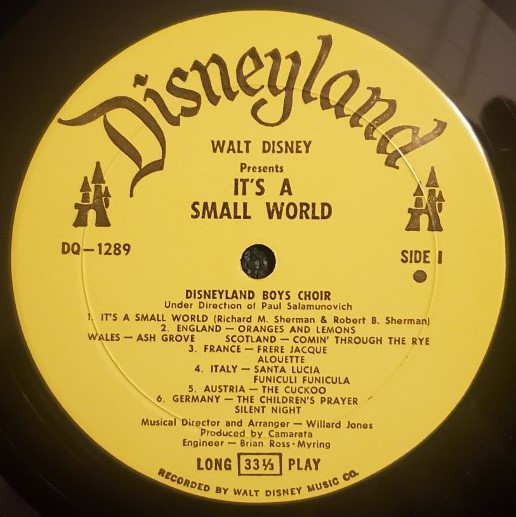 Disneyland
WALT DISNEY
Presents
IT'S A
SMALL WORLD
DQ-1289
SIDE 1
DISNEYLAND BOYS CHOIR
Under Direction of Paul Salamunovich
1. IT'S A SMALL WORLD (Richard M. Sherman & Robert B. Sherman)
2. ENGLAND — ORANGES AND LEMONS
WALES — ASH GROVE SCOTLAND — COMIN' THROUGH THE RYE
3. FRANCE — FRERE JACQUE
ALOUETTE
4. ITALY — SANTA LUCIA
FUNICULI FUNICULA
5. AUSTRIA — THE CUCKOO
6. GERMANY — THE CHILDREN'S PRAYER
SILENT NIGHT
Musical Director and Arranger — Willard Jones
Produced by Camarata
Engineer — Brian Ross-Myring
LONG 33⅓ PLAY
RECORDED BY WALT DISNEY MUSIC CO.